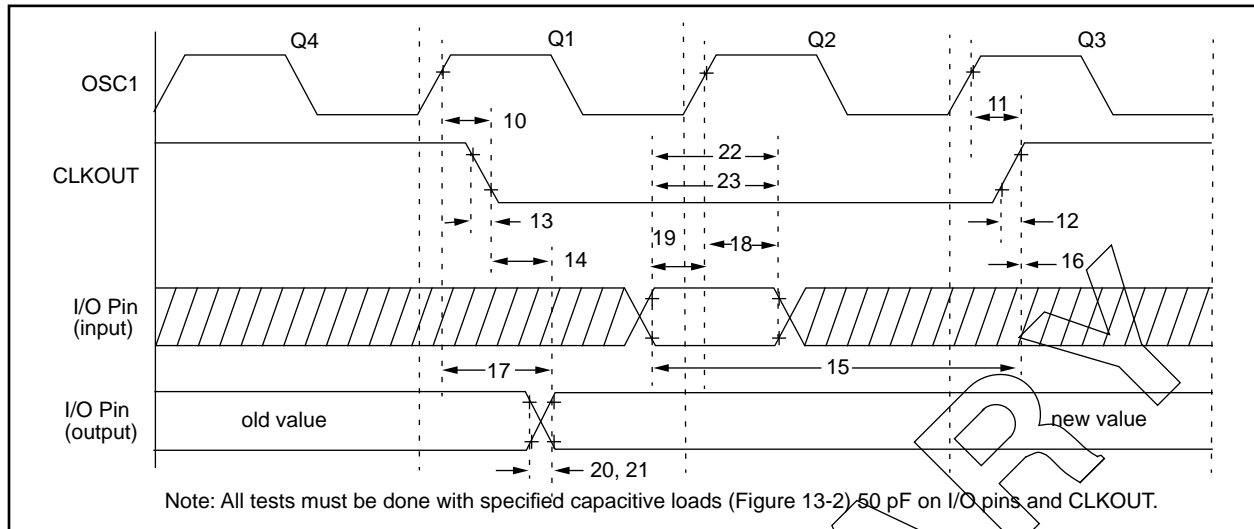 Q4 Q1 Q2 Q3
OSC1
11
10
22
CLKOUT
23
13
12
19
18
14
16
I/O Pin
(input)
17
15
I/O Pin
(output)
old value
new value
20, 21
Note: All tests must be done with specified capacitive loads (Figure 13-2) 50 pF on I/O pins and CLKOUT.
R Y